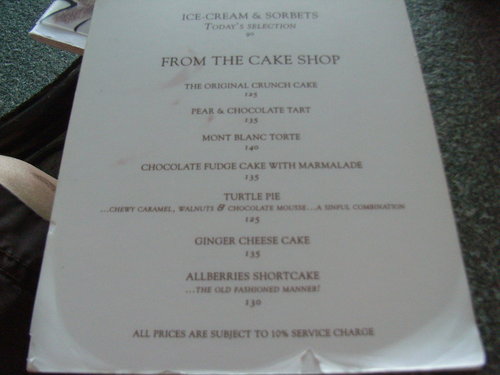 ICE-CREAM & SORBETS
TODAY'S SELECTION
90
FROM THE CAKE SHOP
THE ORIGINAL CRUNCH CAKE
125
PEAR & CHOCOLATE TART
135
MONT BLANC TORTE
140
CHOCOLATE FUDGE CAKE WITH MARMALADE
135
TURTLE PIE
...CHEWY CARAMEL, WALNUTS & CHOCOLATE MOUSSE...A SINFUL COMBINATION
125
GINGER CHEESE CAKE
135
ALLBERRIES SHORTCAKE
...THE OLD FASHIONED MANNER!
130
ALL PRICES ARE SUBJECT TO 10% SERVICE CHARGE